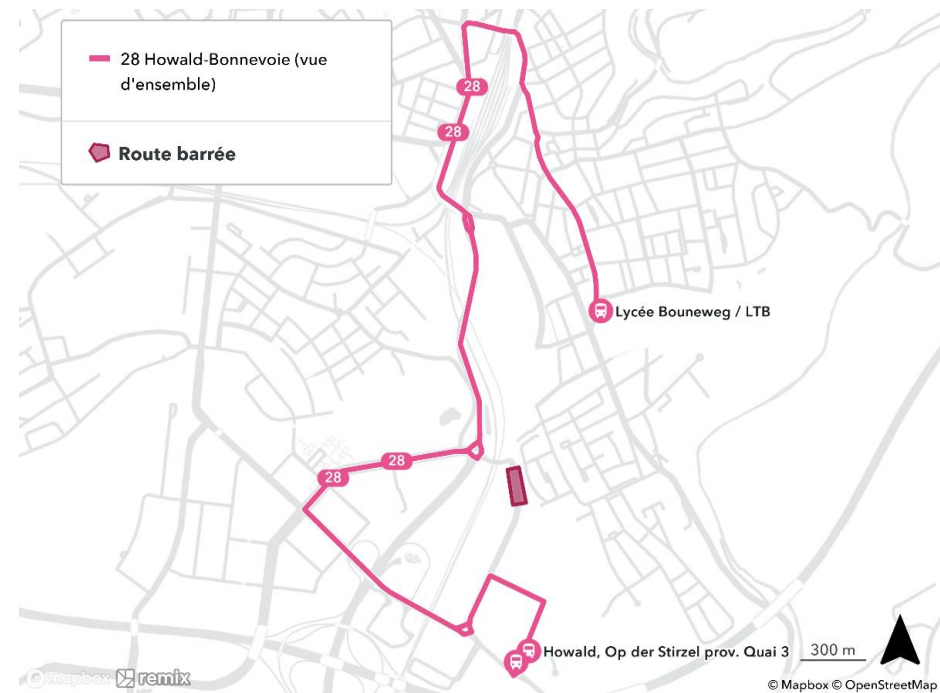 28 Howald-Bonnevoie (vue
d'ensemble)
Route barrée
28
28
Lycée Bouneweg / LTB
28
28
Howald, Op der Stirzel prov. Quai 3
300 m
mapbox remix
© Mapbox © OpenStreetMap